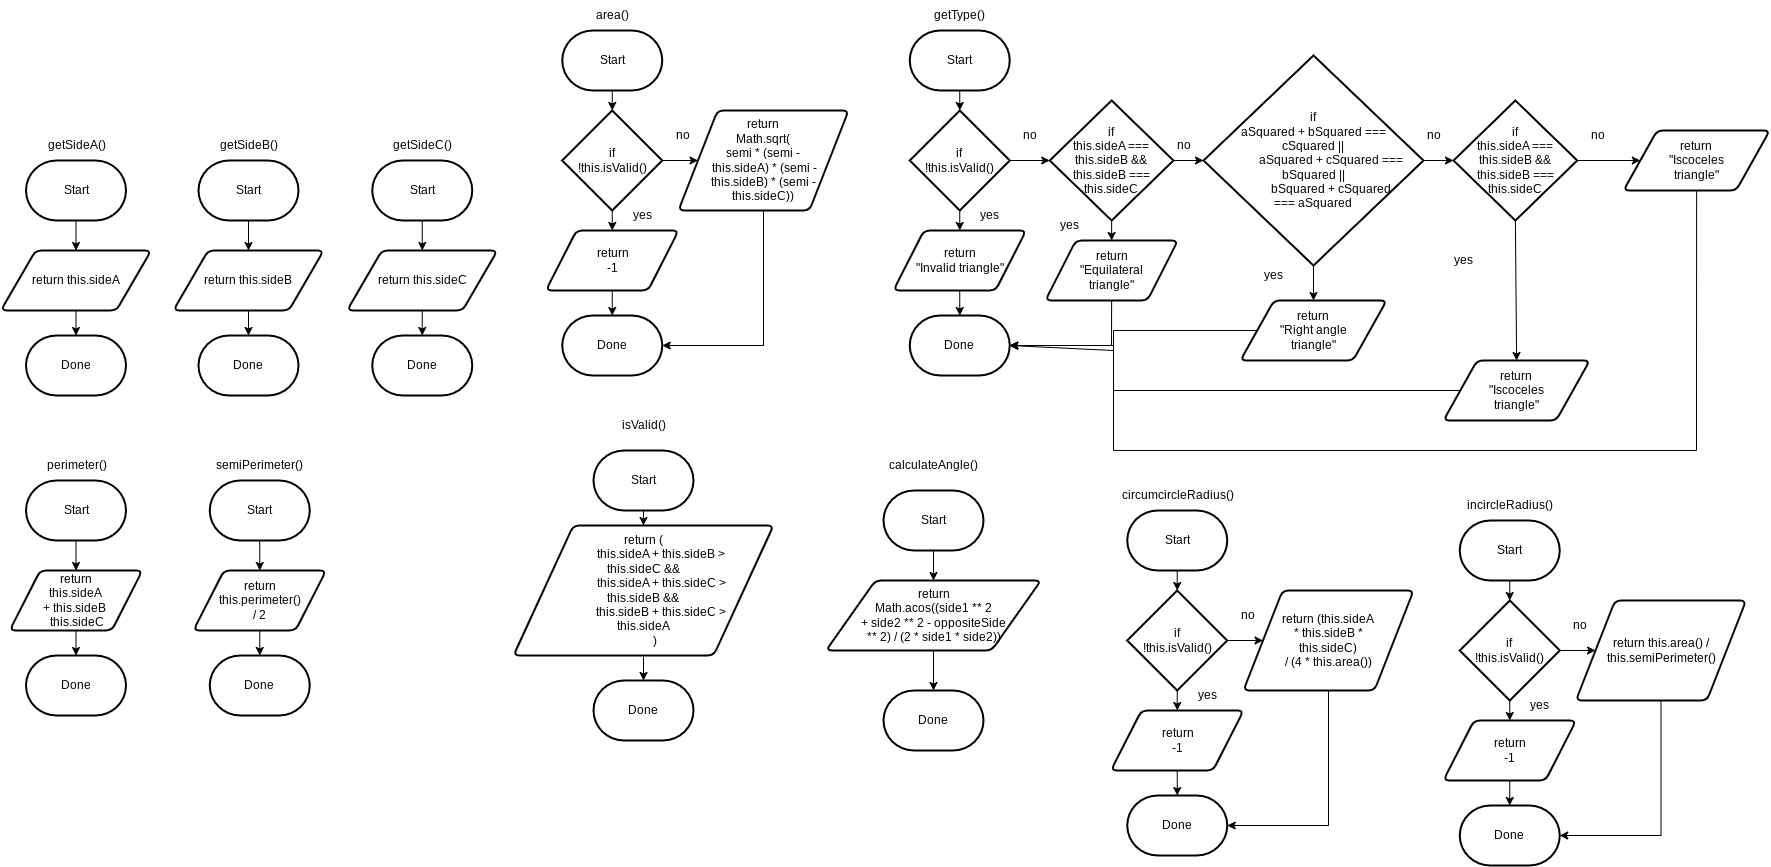 area()
Start
if
!this.isValid()
no
return
Math.sqrt(
semi * (semi -
this.sideA) * (semi -
this.sideB) * (semi -
this.sideC))
yes
return
-1
Done
getType()
Start
if
!this.isValid()
no
yes
return
"Invalid triangle"
Done
if
this.sideA ===
this.sideB &&
this.sideB ===
this.sideC
no
yes
return
"Equilateral
triangle"
if
aSquared + bSquared ===
cSquared ||
aSquared + cSquared ===
bSquared ||
bSquared + cSquared
=== aSquared
no
yes
return
"Right angle
triangle"
if
this.sideA ===
this.sideB &&
this.sideB ===
this.sideC
no
yes
return
"Iscoceles
triangle"
return
"Iscoceles
triangle"
getSideA()
Start
return this.sideA
Done
getSideB()
Start
return this.sideB
Done
getSideC()
Start
return this.sideC
Done
perimeter()
Start
return
this.sideA
+ this.sideB
this.sideC
Done
semiPerimeter()
Start
return
this.perimeter()
/ 2
Done
isValid()
Start
return (
this.sideA + this.sideB >
this.sideC &&
this.sideA + this.sideC >
this.sideB &&
this.sideB + this.sideC >
this.sideA
)
Done
calculateAngle()
Start
return
Math.acos((side1 ** 2
+ side2 ** 2 - oppositeSide
** 2) / (2 * side1 * side2))
Done
circumcircleRadius()
Start
if
!this.isValid()
no
return (this.sideA
* this.sideB *
this.sideC)
/ (4 * this.area())
yes
return
-1
Done
incircleRadius()
Start
if
!this.isValid()
no
return this.area() /
this.semiPerimeter()
yes
return
-1
Done